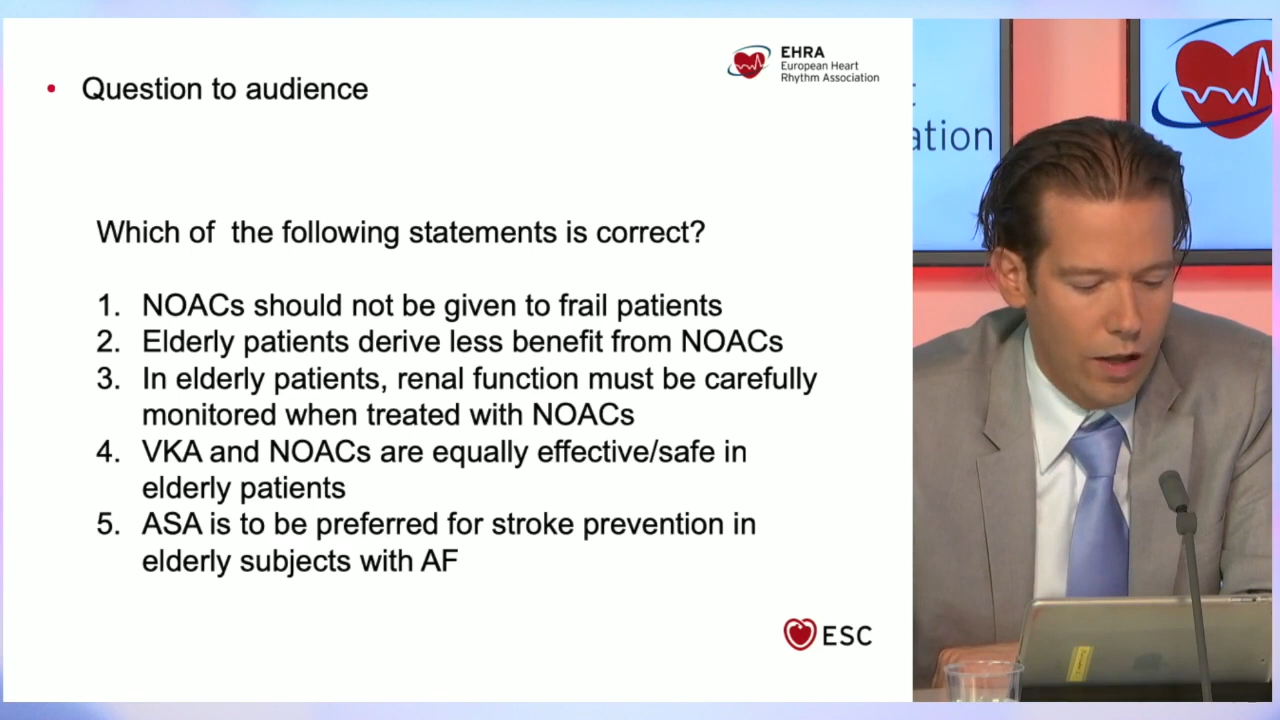 • Question to audience
EHRA
European Heart
Rhythm Association
Which of the following statements is correct?
1. NOACs should not be given to frail patients
2. Elderly patients derive less benefit from NOACs
3. In elderly patients, renal function must be carefully
monitored when treated with NOACs
4. VKA and NOACs are equally effective/safe in
elderly patients
5. ASA is to be preferred for stroke prevention in
elderly subjects with AF
ESC
ation